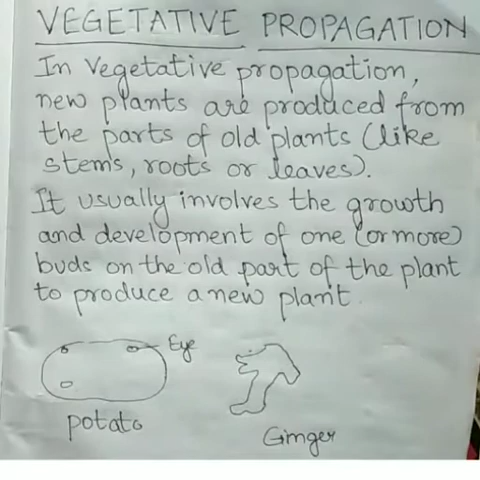 VEGETATIVE PROPAGATION
In Vegetative propagation,
new plants are produced from
the parts of old plants (like
stems, roots or leaves).
It usually involves the growth
and development of one (or more)
buds on the old part of the plant
to produce a new plant.
Eye
potato
Ginger